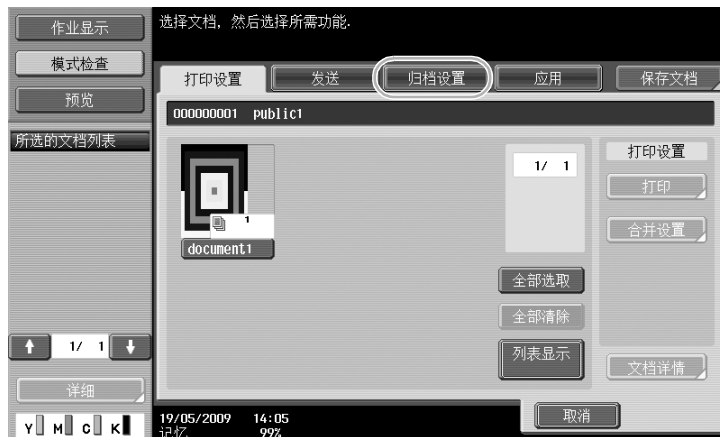 作业显示
选择文档, 然后选择所需功能.
模式检查
打印设置 发送 归档设置 应用 保存文档
预览
000000001 public1
所选的文档列表
1/ 1
打印设置
打印
1
合并设置
document1
全部选取
全部清除
列表显示
1/ 1
文档详情
详细
取消
Y M C K
19/05/2009 14:05
记忆 99%